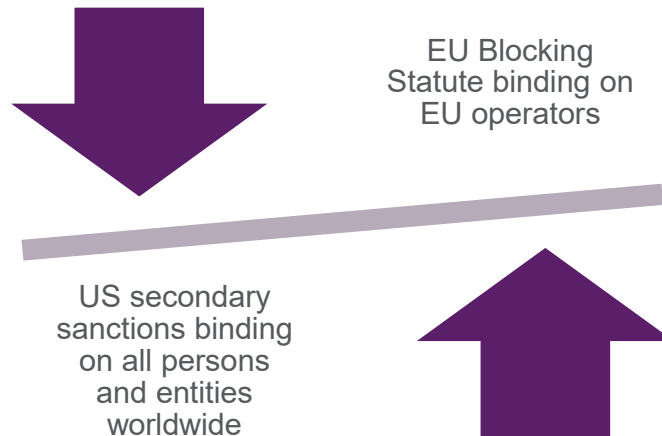 EU Blocking
Statute binding on
EU operators
US secondary
sanctions binding
on all persons
and entities
worldwide